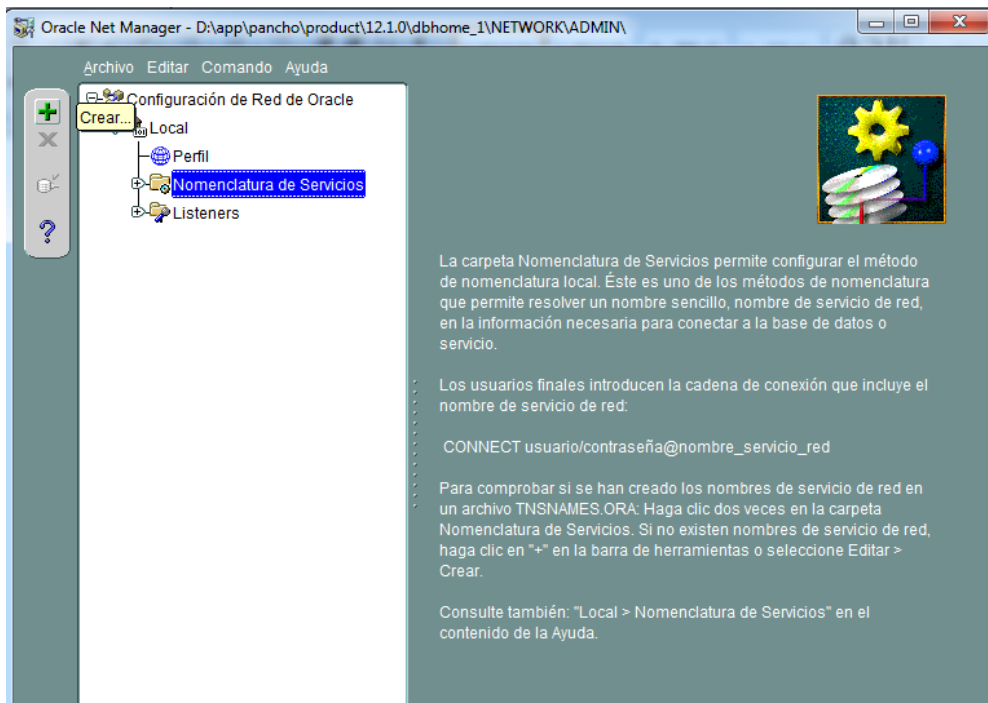 Oracle Net Manager - D:\app\pancho\product\12.1.0\dbhome_1\NETWORK\ADMIN\
Archivo Editar Comando Ayuda
Configuración de Red de Oracle
Crear...
Local
Perfil
Nomenclatura de Servicios
Listeners
?
La carpeta Nomenclatura de Servicios permite configurar el método
de nomenclatura local. Éste es uno de los métodos de nomenclatura
que permite resolver un nombre sencillo, nombre de servicio de red,
en la información necesaria para conectar a la base de datos o
servicio.
Los usuarios finales introducen la cadena de conexión que incluye el
nombre de servicio de red:
CONNECT usuario/contraseña@nombre_servicio_red
Para comprobar si se han creado los nombres de servicio de red en
un archivo TNSNAMES.ORA: Haga clic dos veces en la carpeta
Nomenclatura de Servicios. Si no existen nombres de servicio de red,
haga clic en "+" en la barra de herramientas o seleccione Editar >
Crear.
Consulte también: "Local > Nomenclatura de Servicios" en el
contenido de la Ayuda.